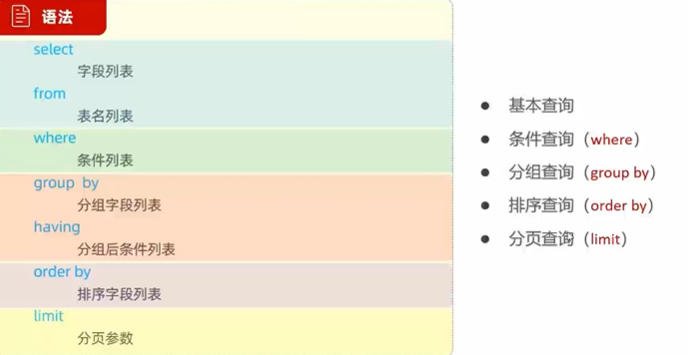 语法
select
字段列表
from
表名列表
where
条件列表
group by
分组字段列表
having
分组后条件列表
order by
排序字段列表
limit
分页参数
● 基本查询
● 条件查询（where）
● 分组查询（group by）
● 排序查询（order by）
● 分页查询（limit）